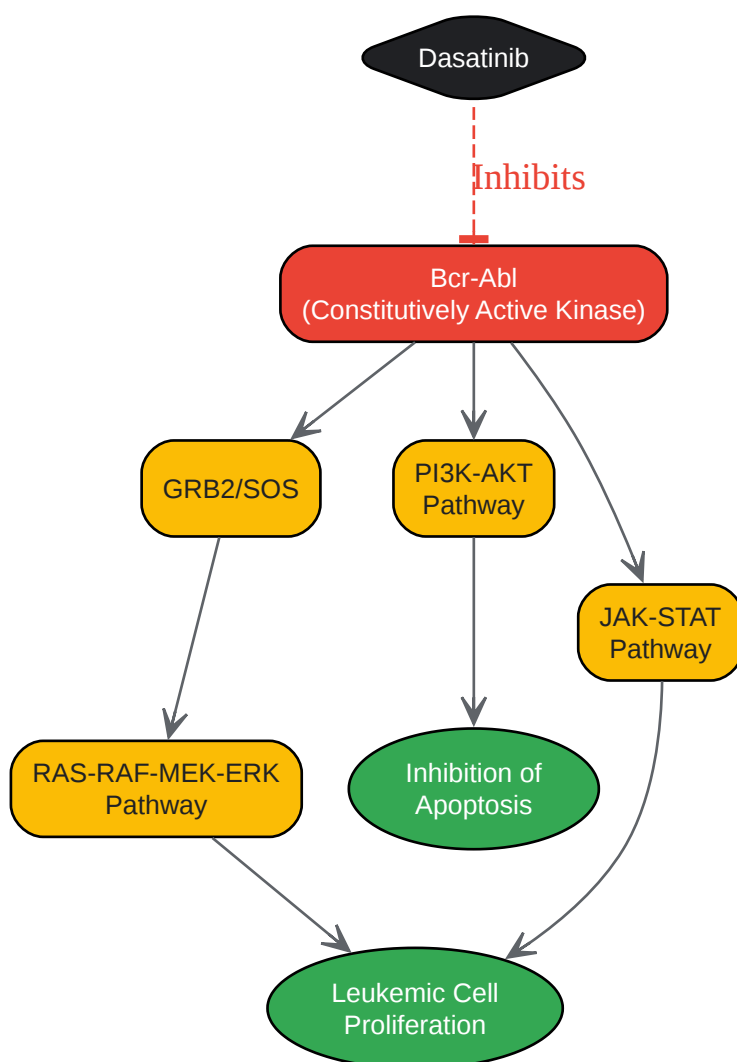 Dasatinib
Inhibits
Bcr-Abl
(Constitutively Active Kinase)
GRB2/SOS
PI3K-AKT
Pathway
JAK-STAT
Pathway
RAS-RAF-MEK-ERK
Pathway
Inhibition of
Apoptosis
Leukemic Cell
Proliferation